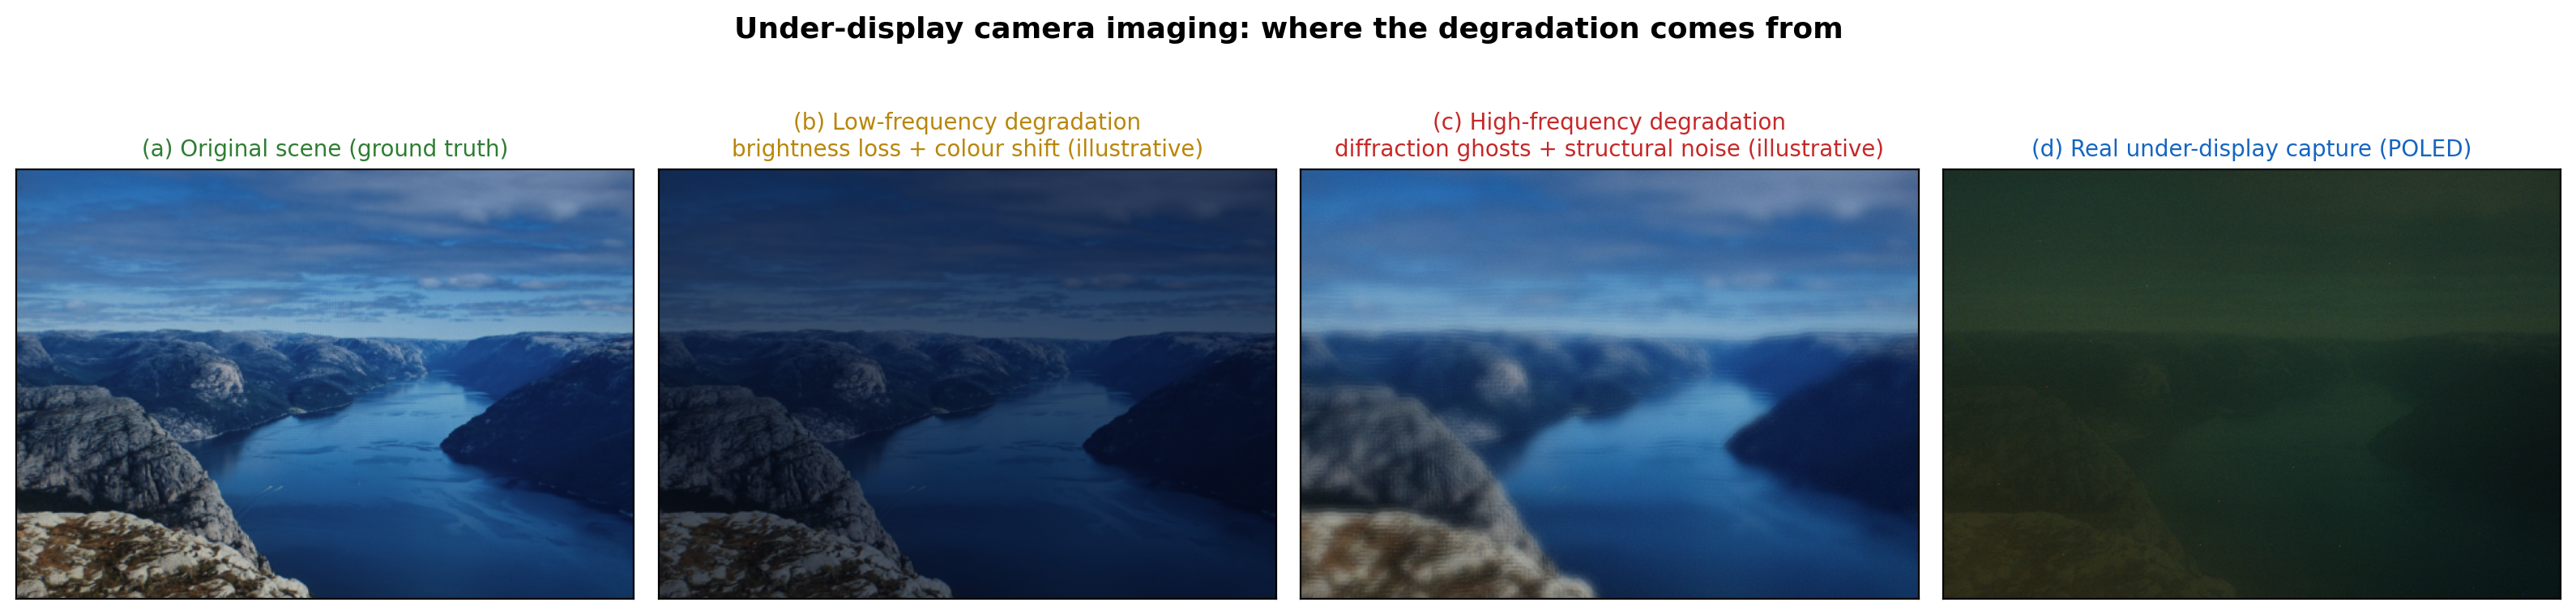 Under-display camera imaging: where the degradation comes from
(a) Original scene (ground truth)
(b) Low-frequency degradation
brightness loss + colour shift (illustrative)
(c) High-frequency degradation
diffraction ghosts + structural noise (illustrative)
(d) Real under-display capture (POLED)